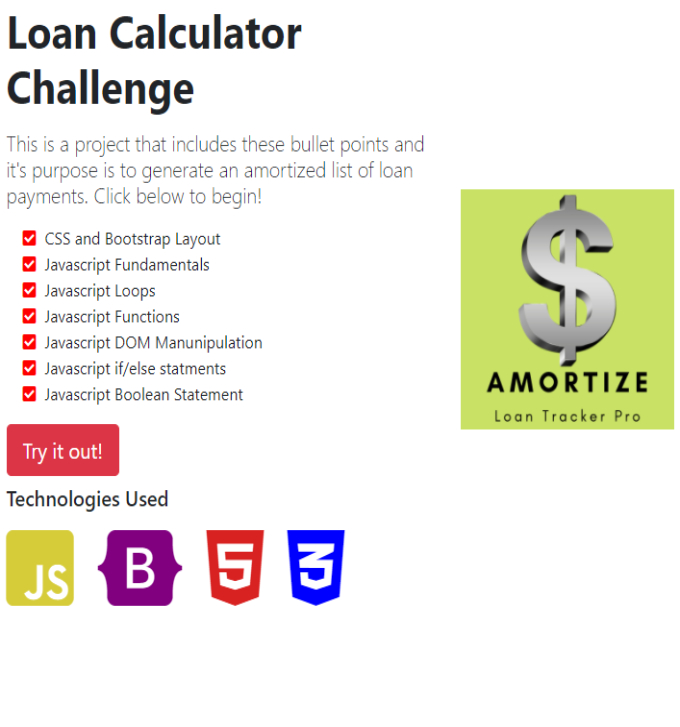 Loan Calculator
Challenge
This is a project that includes these bullet points and
it's purpose is to generate an amortized list of loan
payments. Click below to begin!
CSS and Bootstrap Layout
Javascript Fundamentals
Javascript Loops
Javascript Functions
Javascript DOM Manunipulation
Javascript if/else statments
Javascript Boolean Statement
Try it out!
$
AMORTIZE
Loan Tracker Pro
Technologies Used
JS
B
5
3